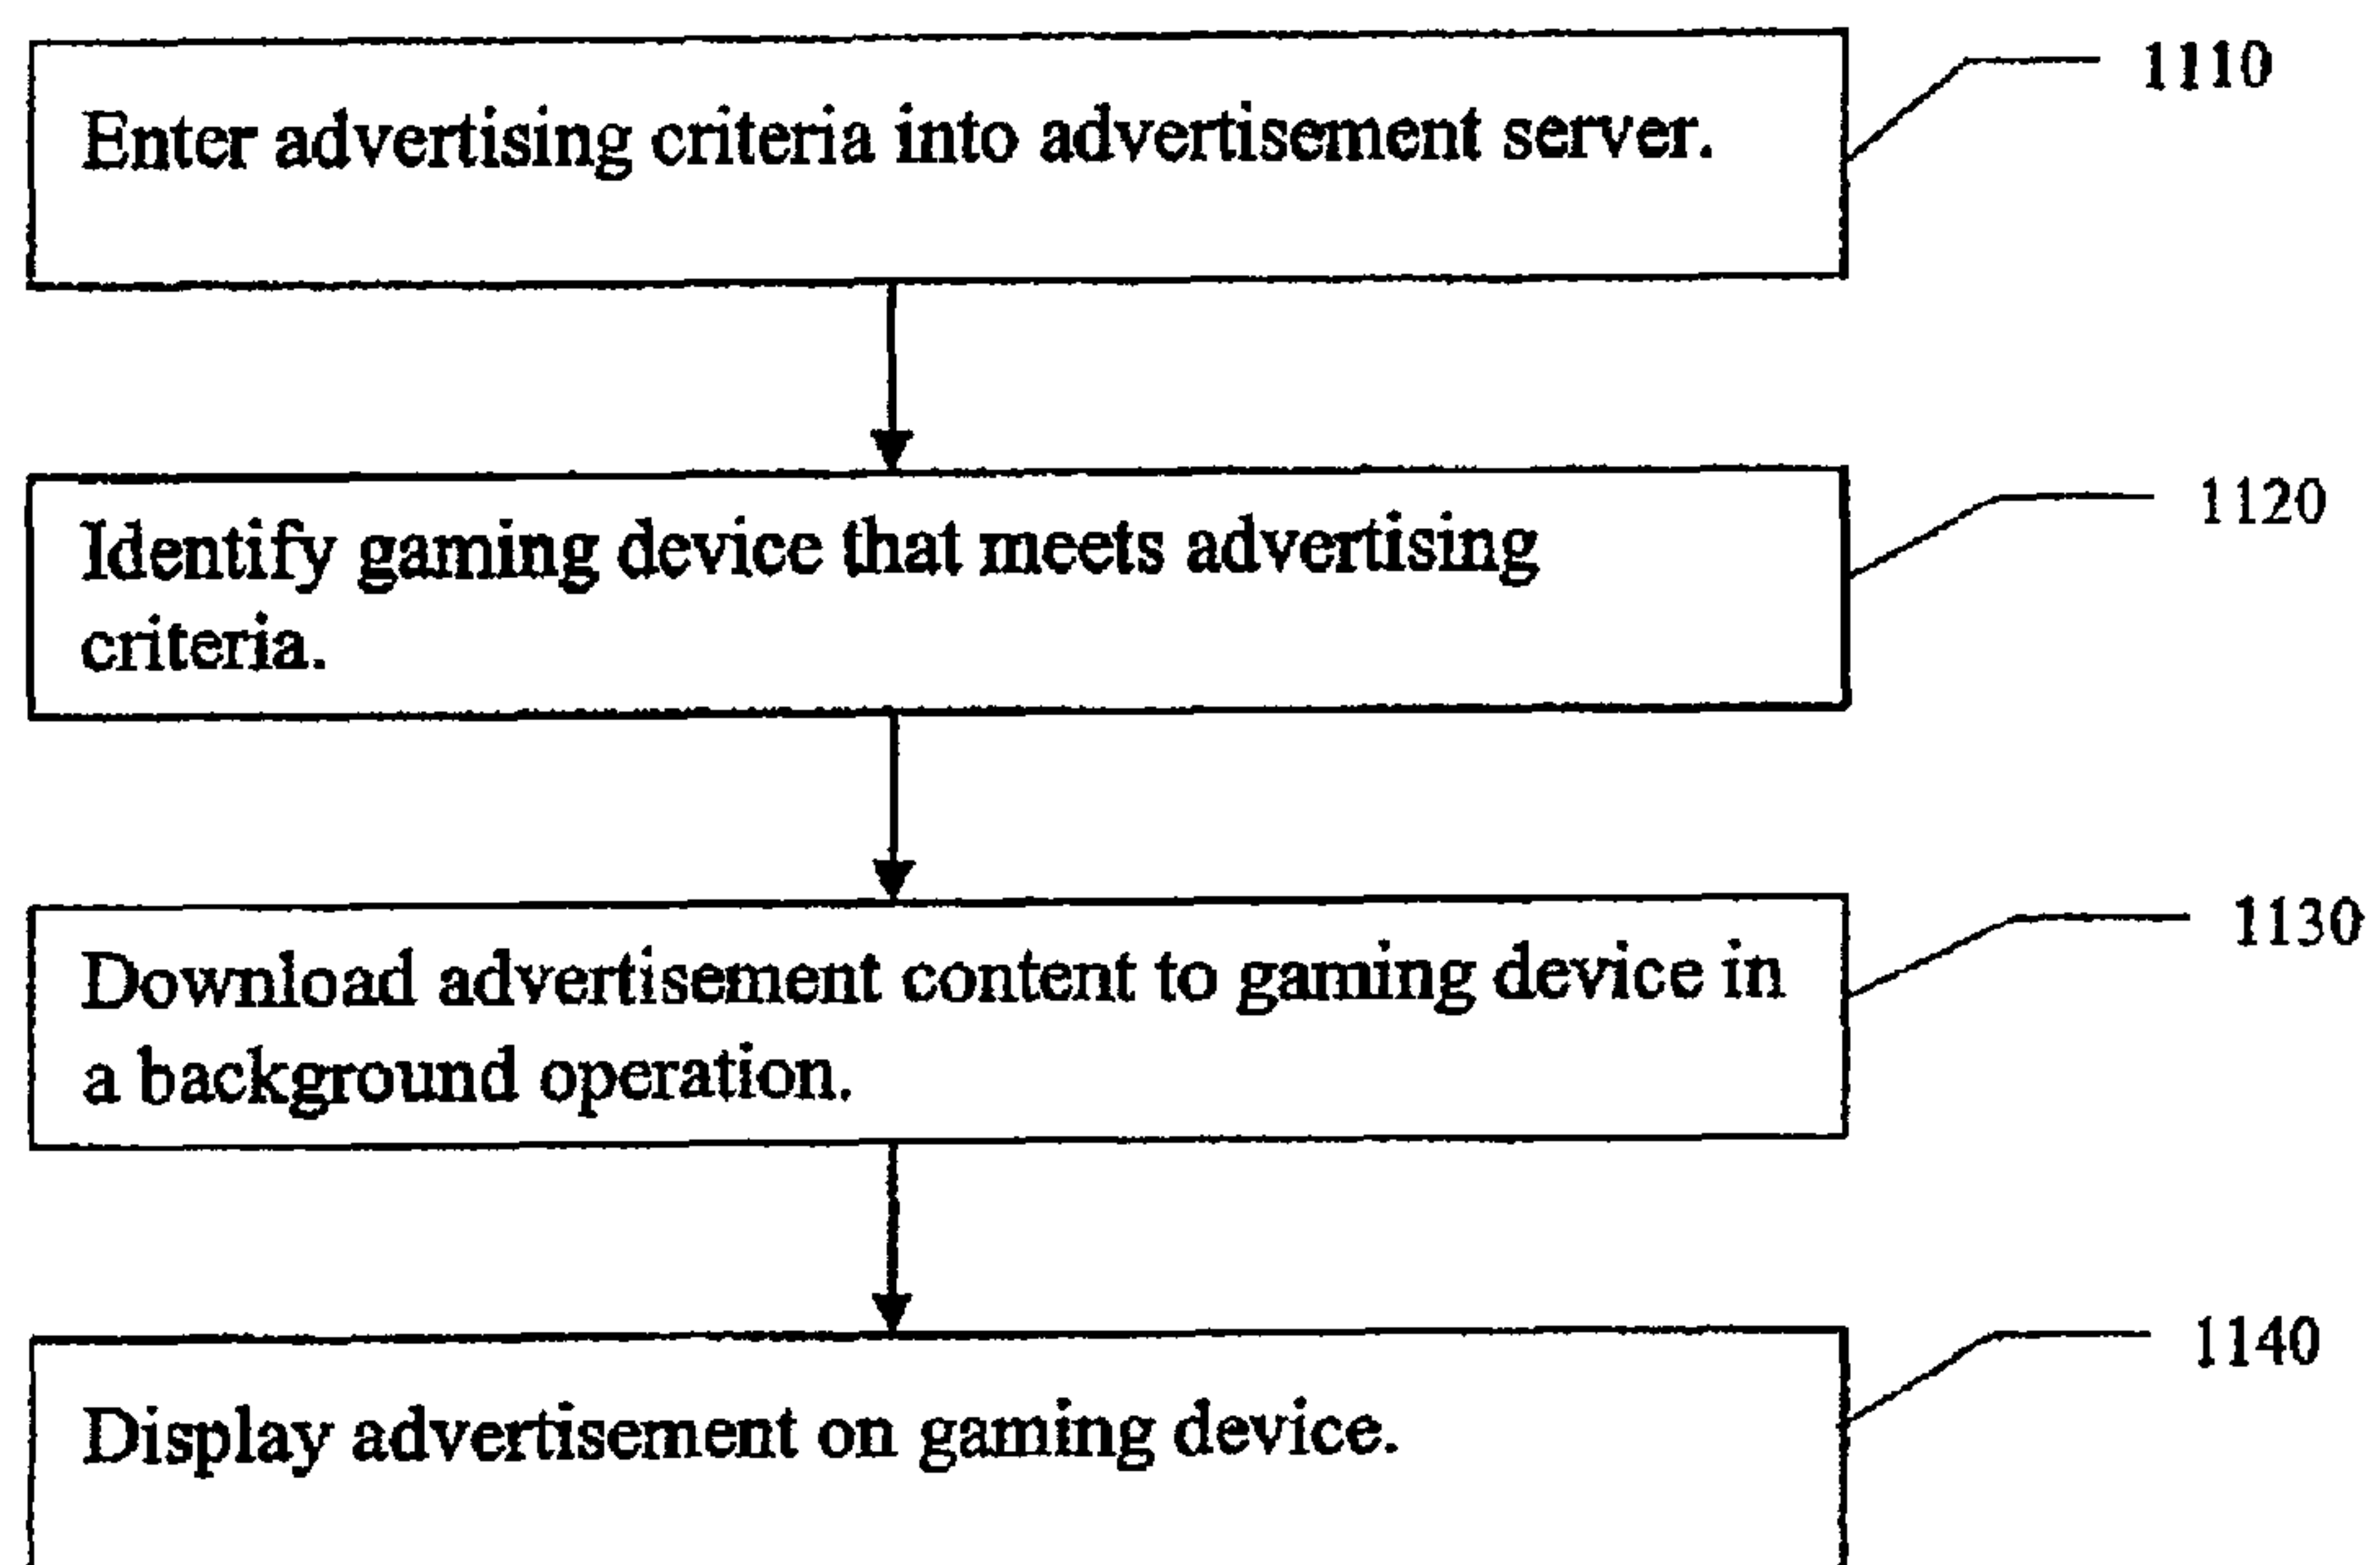 Enter advertising criteria into advertisement server.
1110
Identify gaming device that meets advertising
criteria.
1120
Download advertisement content to gaming device in
a background operation.
1130
Display advertisement on gaming device.
1140